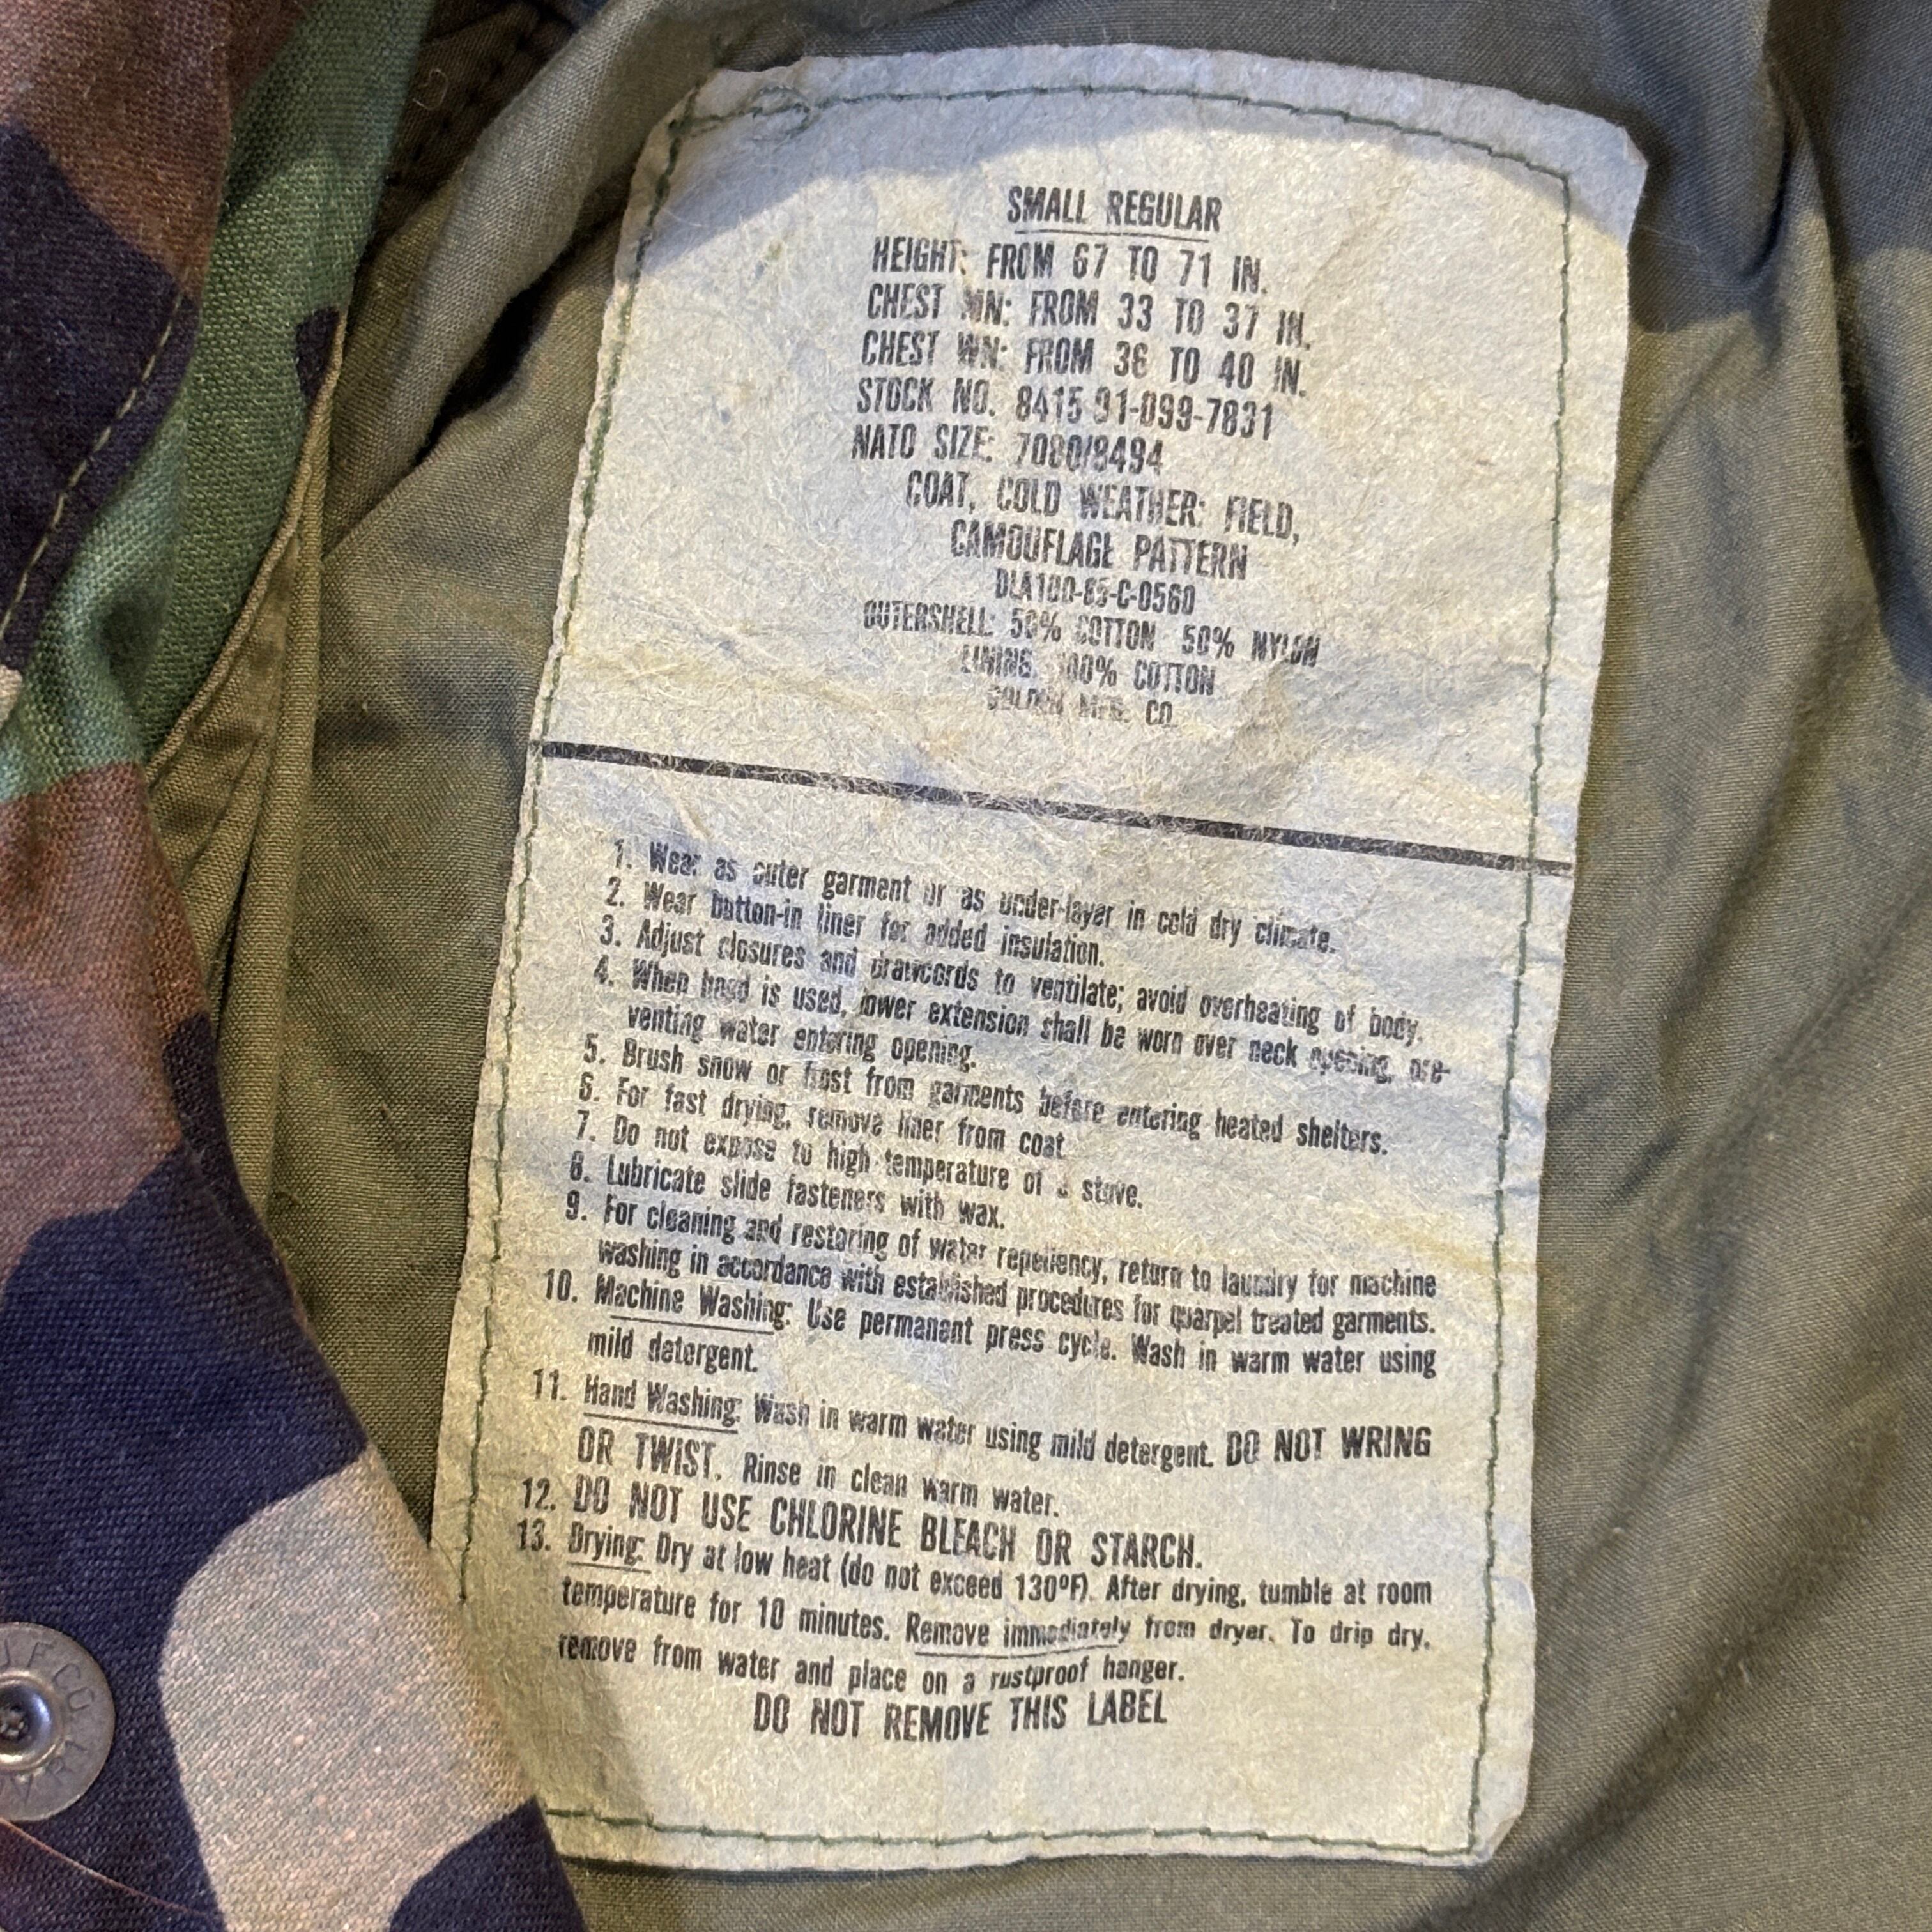 SMALL REGULAR
HEIGHT: FROM 67 TO 71 IN.
CHEST MN: FROM 33 TO 37 IN.
CHEST WN: FROM 36 TO 40 IN.
STOCK NO. 8415 01-099-7831
NATO SIZE: 7080/8494
COAT, COLD WEATHER: FIELD,
CAMOUFLAGE PATTERN
DLA100-85-C-0560
OUTERSHELL: 50% COTTON 50% NYLON
LINING: 100% COTTON
GOLDEN MFG. CO.
1. Wear as outer garment or as under-layer in cold dry climate.
2. Wear button-in liner for added insulation.
3. Adjust closures and drawcords to ventilate; avoid overheating of body.
4. When hood is used, lower extension shall be worn over neck opening, pre-
venting water entering opening.
5. Brush snow or frost from garments before entering heated shelters.
6. For fast drying, remove liner from coat
7. Do not expose to high temperature of a stove.
8. Lubricate slide fasteners with wax.
9. For cleaning and restoring of water repellency, return to laundry for machine
washing in accordance with established procedures for quarpel treated garments.
10. Machine Washing: Use permanent press cycle. Wash in warm water using
mild detergent.
11. Hand Washing: Wash in warm water using mild detergent. DO NOT WRING
OR TWIST. Rinse in clean warm water.
12. DO NOT USE CHLORINE BLEACH OR STARCH.
13. Drying: Dry at low heat (do not exceed 130ºF). After drying, tumble at room
temperature for 10 minutes. Remove immediately from dryer. To drip dry,
remove from water and place on a rustproof hanger.
DO NOT REMOVE THIS LABEL